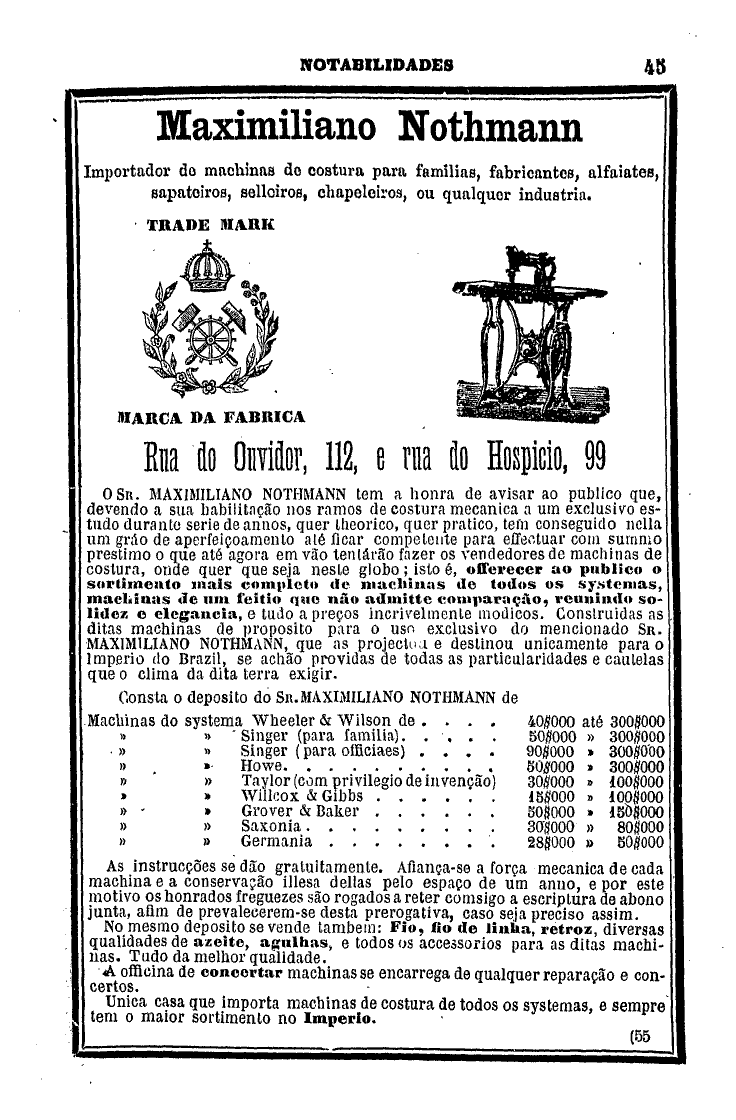 NOTABILIDADES 45
Maximiliano Nothmann
Importador de machinas de costura para familias, fabricantes, alfaiates,
sapateiros, selleiros, chapeleiros, ou qualquer industria.
TRADE MARK
MARCA DA FABRICA
Rua do Ouvidor, 112, e rua do Hospicio, 99
O SR. MAXIMILIANO NOTHMANN tem a honra de avisar ao publico que,
devendo a sua habilitação nos ramos de costura mecanica a um exclusivo es-
tudo durante serie de annos, quer theorico, quer pratico, tem conseguido nella
um gráo de aperfeiçoamento até ficar competente para effectuar com summo
prestimo o que até agora em vão tentárão fazer os vendedores de machinas de
costura, onde quer que seja neste globo; isto é, offerecer ao publico o
sortimento mais completo de machinas de todos os systemas,
machinas de um feitio que não admitte comparação, reunindo so-
lidez e elegancia, e tudo a preços incrivelmente modicos. Construidas as
ditas machinas de proposito para o uso exclusivo do mencionado SR.
MAXIMILIANO NOTHMANN, que as projectou e destinou unicamente para o
Imperio do Brazil, se achão providas de todas as particularidades e cautelas
que o clima da dita terra exigir.
Consta o deposito do SR. MAXIMILIANO NOTHMANN de
Machinas do systema Wheeler & Wilson de . . . . 40$000 até 300$000
» » Singer (para familia). . . . . 50$000 » 300$000
» » Singer (para officiaes) . . . . 90$000 » 300$000
» » Howe. . . . . . . . . . 50$000 » 300$000
» » Taylor (com privilegio de invenção) 30$000 » 100$000
» » Willcox & Gibbs . . . . . . 15$000 » 100$000
» » Grover & Baker . . . . . . 50$000 » 150$000
» » Saxonia . . . . . . . . . 30$000 » 80$000
» » Germania . . . . . . . . 28$000 » 50$000
As instrucções se dão gratuitamente. Afiança-se a força mecanica de cada
machina e a conservação illesa dellas pelo espaço de um anno, e por este
motivo os honrados freguezes são rogados a reter comsigo a escriptura de abono
junta, afim de prevalecerem-se desta prerogativa, caso seja preciso assim.
No mesmo deposito se vende tambem: Fio, fio de linha, retroz, diversas
qualidades de azeite, agulhas, e todos os accessorios para as ditas machi-
nas. Tudo da melhor qualidade.
A officina de concertar machinas se encarrega de qualquer reparação e con-
certos.
Unica casa que importa machinas de costura de todos os systemas, e sempre
tem o maior sortimento no Imperio.
(55